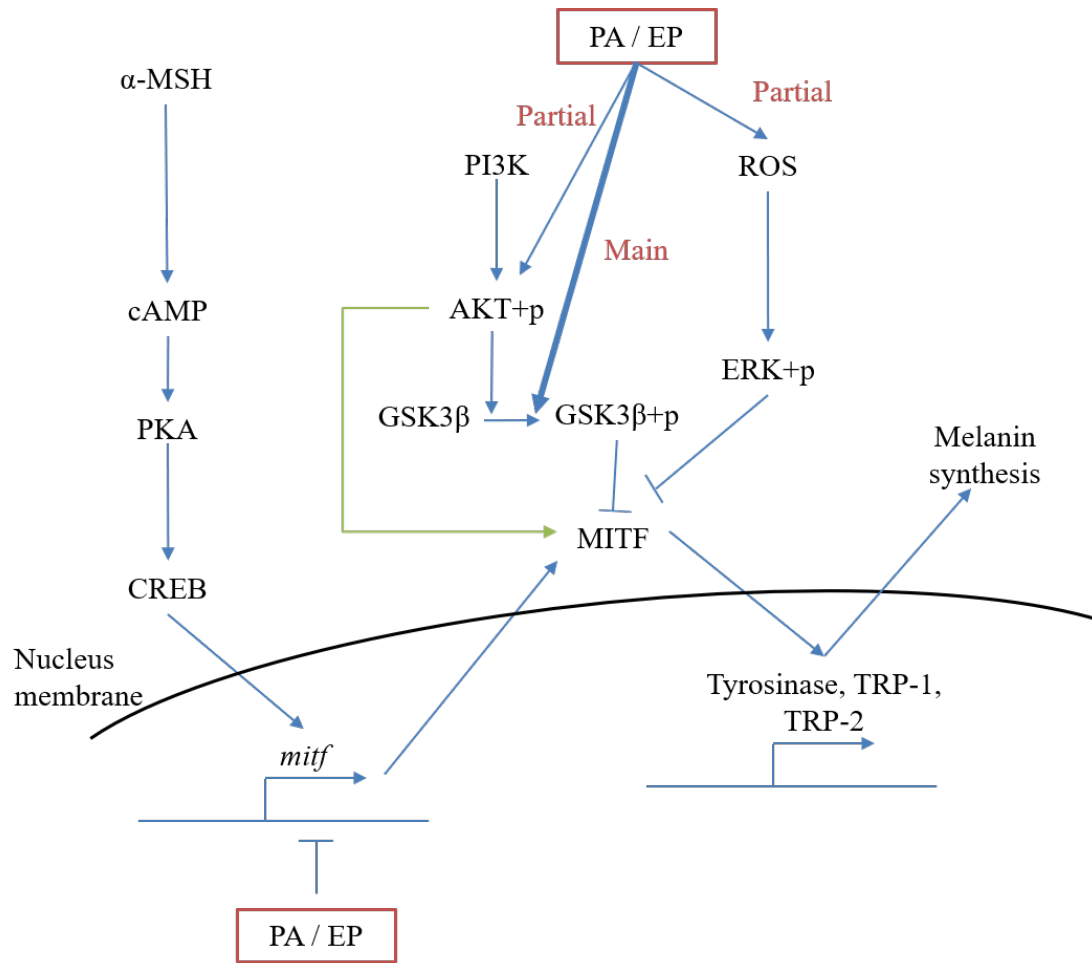 PA / EP
α-MSH
Partial
Partial
PI3K
ROS
Main
cAMP
AKT+p
ERK+p
GSK3β
GSK3β+p
PKA
Melanin
synthesis
MITF
CREB
Nucleus
membrane
Tyrosinase, TRP-1,
TRP-2
mitf
PA / EP